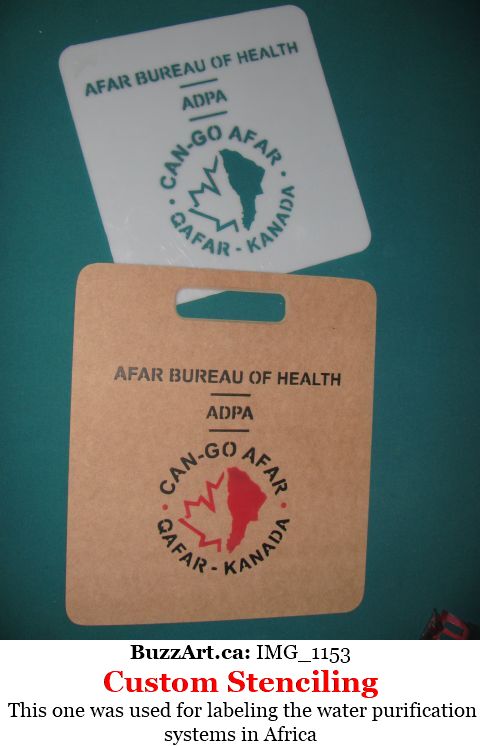 AFAR BUREAU OF HEALTH
ADPA
CAN-GO AFAR
QAFAR - KANADA
AFAR BUREAU OF HEALTH
ADPA
CAN-GO AFAR
QAFAR - KANADA
BuzzArt.ca: IMG_1153
Custom Stenciling
This one was used for labeling the water purification
systems in Africa